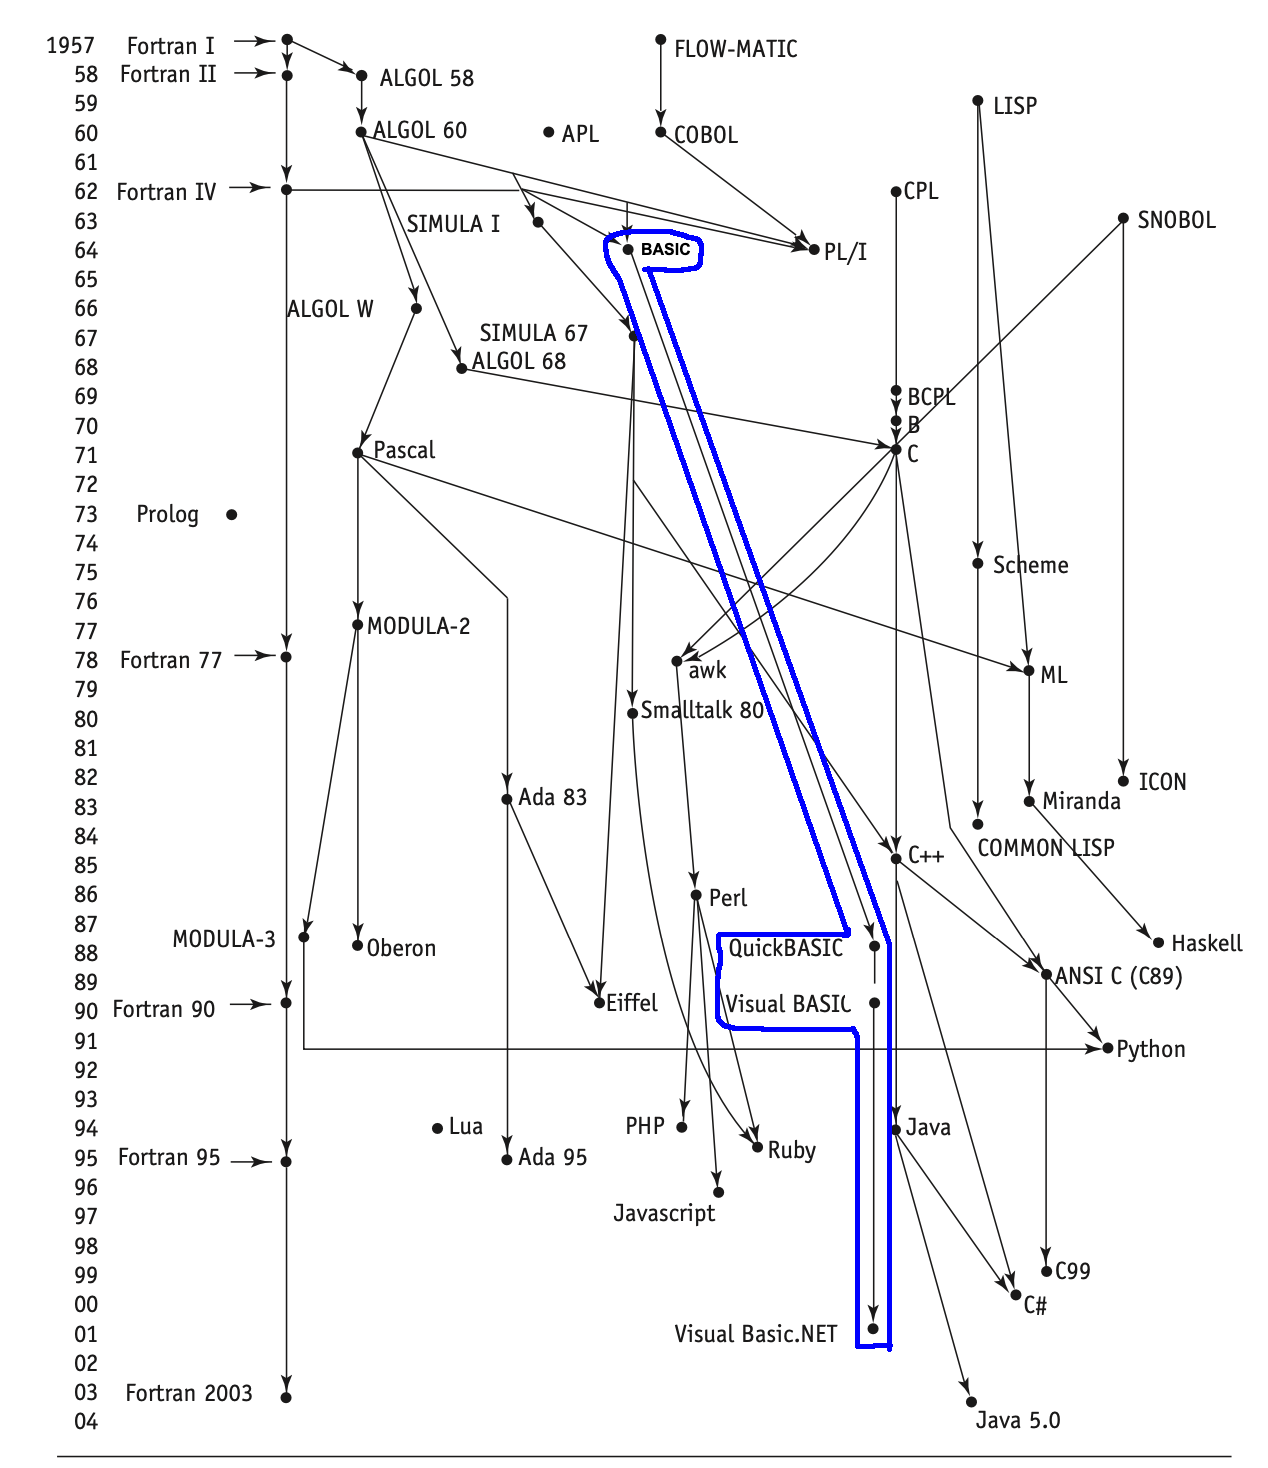 1957 Fortran I FLOW-MATIC
58 Fortran II ALGOL 58
59 LISP
60 ALGOL 60 APL COBOL
61
62 Fortran IV CPL
63 SIMULA I SNOBOL
64 BASIC PL/I
65
66 ALGOL W
67 SIMULA 67
68 ALGOL 68
69 BCPL
70 B
71 Pascal C
72
73 Prolog
74
75 Scheme
76
77 MODULA-2
78 Fortran 77 awk ML
79
80 Smalltalk 80
81
82 ICON
83 Ada 83 Miranda
84 COMMON LISP
85 C++
86 Perl
87
88 MODULA-3 Oberon QuickBASIC Haskell
89 ANSI C (C89)
90 Fortran 90 Eiffel Visual BASIC
91 Python
92
93
94 Lua PHP Java
95 Fortran 95 Ada 95 Ruby
96
97 Javascript
98
99 C99
00 C#
01 Visual Basic.NET
02
03 Fortran 2003
04 Java 5.0